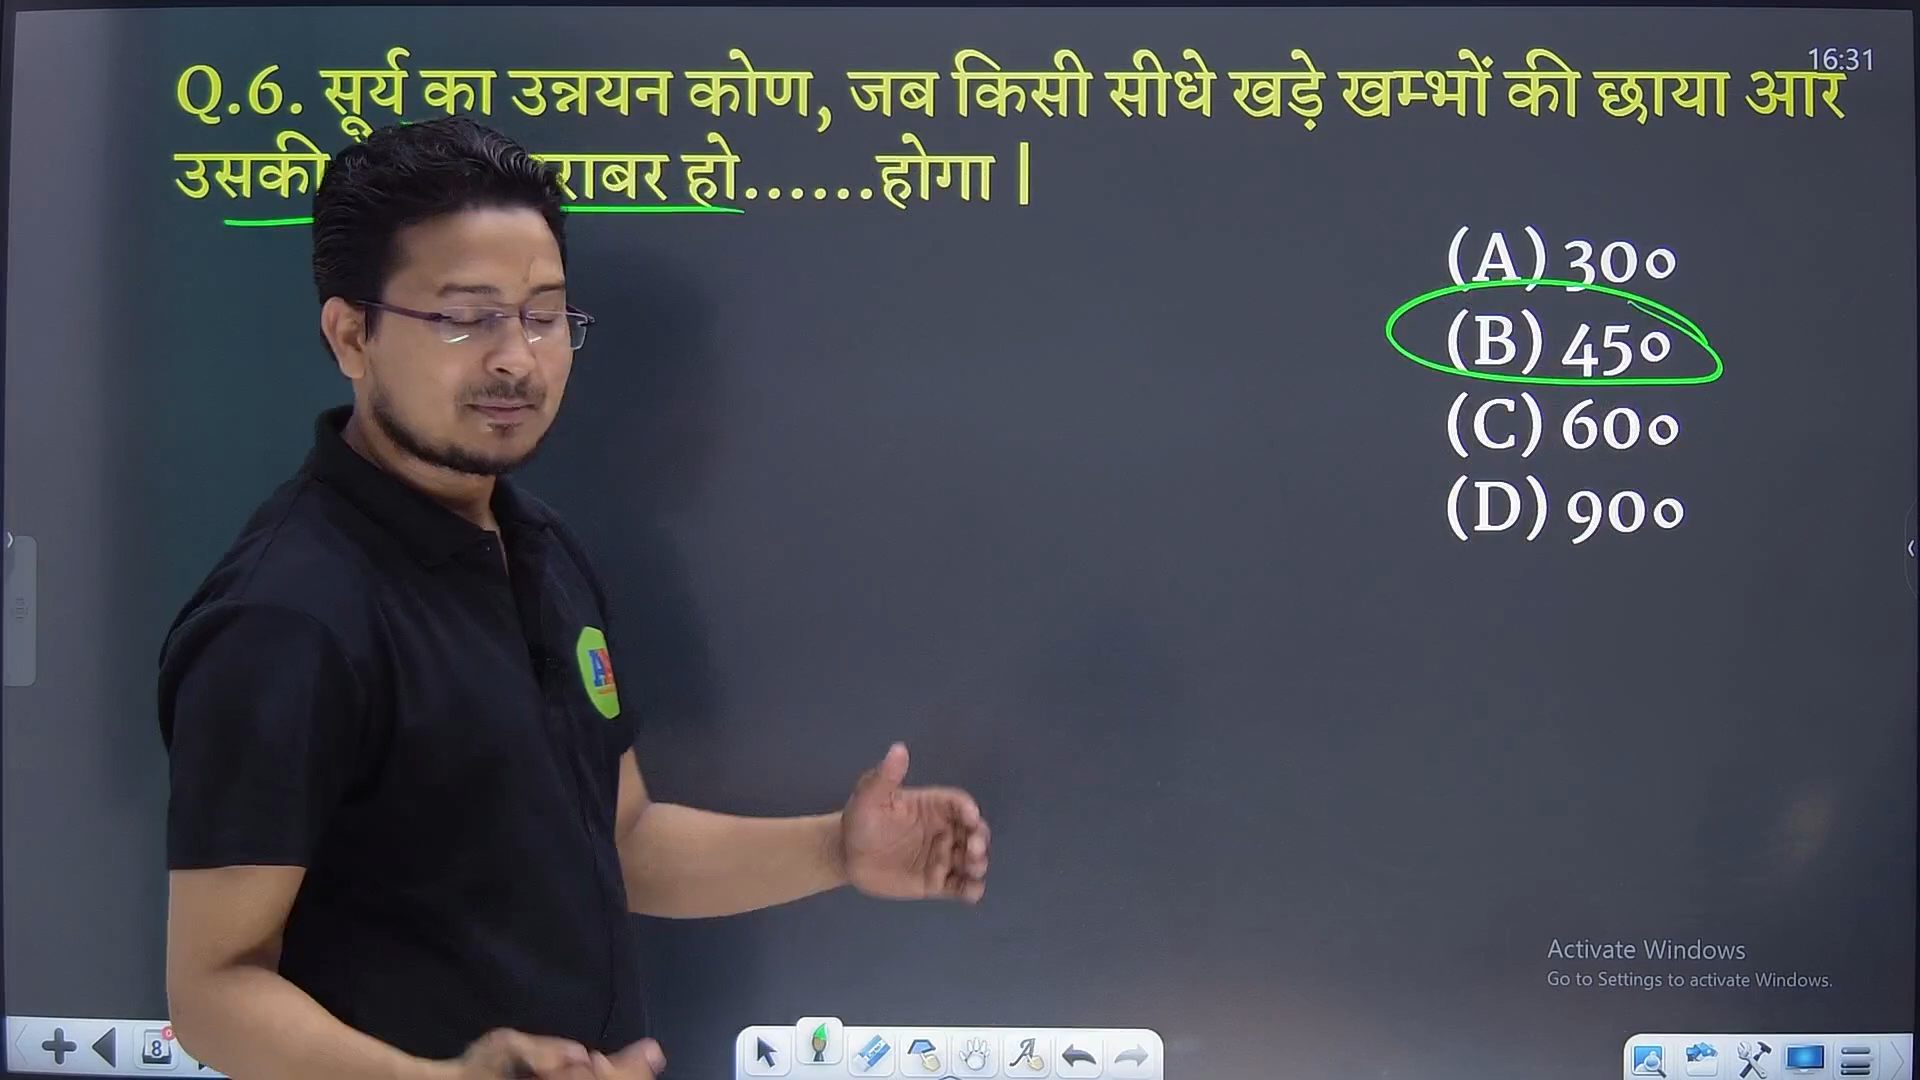 16:31
Q.6. सूर्य का उन्नयन कोण, जब किसी सीधे खड़े खम्भों की छाया आर
उसकी राबर हो......होगा |
(A) 30०
(B) 45०
(C) 60०
(D) 90०
Activate Windows
Go to Settings to activate Windows.
8